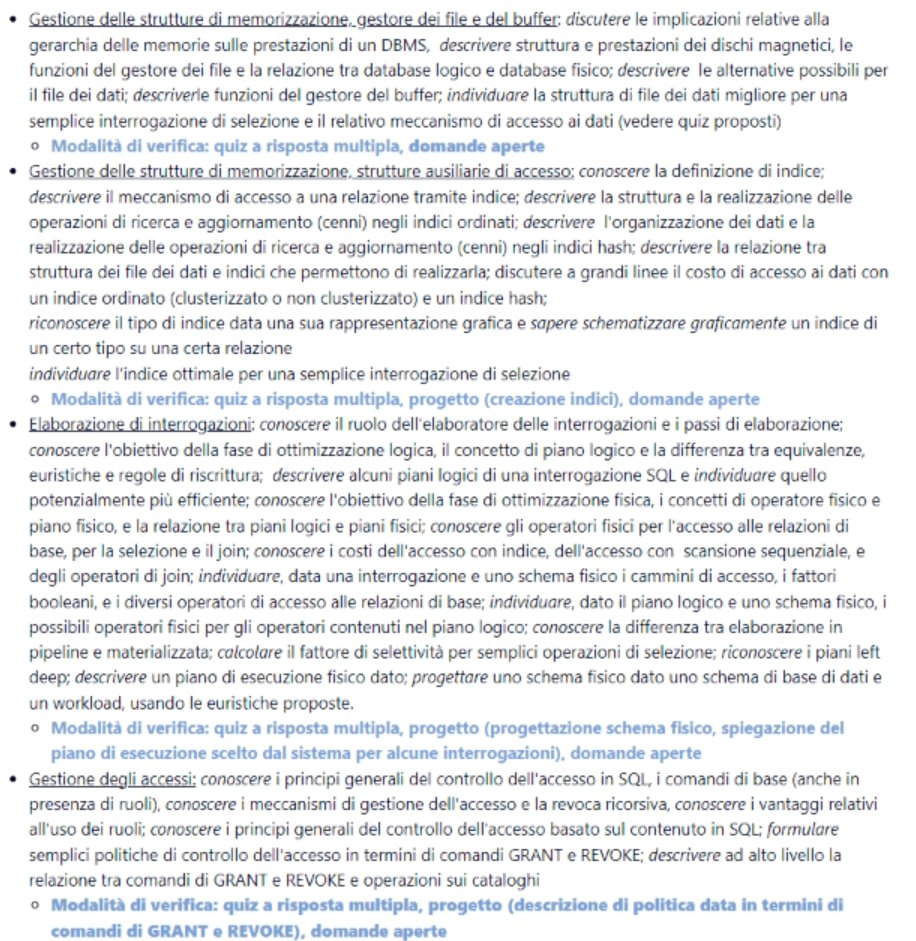 • Gestione delle strutture di memorizzazione, gestore dei file e del buffer: discutere le implicazioni relative alla
gerarchia delle memorie sulle prestazioni di un DBMS, descrivere struttura e prestazioni dei dischi magnetici, le
funzioni del gestore dei file e la relazione tra database logico e database fisico; descrivere le alternative possibili per
il file dei dati; descriverle funzioni del gestore del buffer; individuare la struttura di file dei dati migliore per una
semplice interrogazione di selezione e il relativo meccanismo di accesso ai dati (vedere quiz proposti)
○ Modalità di verifica: quiz a risposta multipla, domande aperte
• Gestione delle strutture di memorizzazione, strutture ausiliarie di accesso: conoscere la definizione di indice;
descrivere il meccanismo di accesso a una relazione tramite indice; descrivere la struttura e la realizzazione delle
operazioni di ricerca e aggiornamento (cenni) negli indici ordinati; descrivere l'organizzazione dei dati e la
realizzazione delle operazioni di ricerca e aggiornamento (cenni) negli indici hash; descrivere la relazione tra
struttura dei file dei dati e indici che permettono di realizzarla; discutere a grandi linee il costo di accesso ai dati con
un indice ordinato (clusterizzato o non clusterizzato) e un indice hash;
riconoscere il tipo di indice data una sua rappresentazione grafica e sapere schematizzare graficamente un indice di
un certo tipo su una certa relazione
individuare l'indice ottimale per una semplice interrogazione di selezione
○ Modalità di verifica: quiz a risposta multipla, progetto (creazione indici), domande aperte
• Elaborazione di interrogazioni: conoscere il ruolo dell'elaboratore delle interrogazioni e i passi di elaborazione;
conoscere l'obiettivo della fase di ottimizzazione logica, il concetto di piano logico e la differenza tra equivalenze,
euristiche e regole di riscrittura; descrivere alcuni piani logici di una interrogazione SQL e individuare quello
potenzialmente più efficiente; conoscere l'obiettivo della fase di ottimizzazione fisica, i concetti di operatore fisico e
piano fisico, e la relazione tra piani logici e piani fisici; conoscere gli operatori fisici per l'accesso alle relazioni di
base, per la selezione e il join; conoscere i costi dell'accesso con indice, dell'accesso con scansione sequenziale, e
degli operatori di join; individuare, data una interrogazione e uno schema fisico i cammini di accesso, i fattori
booleani, e i diversi operatori di accesso alle relazioni di base; individuare, dato il piano logico e uno schema fisico, i
possibili operatori fisici per gli operatori contenuti nel piano logico; conoscere la differenza tra elaborazione in
pipeline e materializzata; calcolare il fattore di selettività per semplici operazioni di selezione; riconoscere i piani left
deep; descrivere un piano di esecuzione fisico dato; progettare uno schema fisico dato uno schema di base di dati e
un workload, usando le euristiche proposte.
○ Modalità di verifica: quiz a risposta multipla, progetto (progettazione schema fisico, spiegazione del
piano di esecuzione scelto dal sistema per alcune interrogazioni), domande aperte
• Gestione degli accessi: conoscere i principi generali del controllo dell'accesso in SQL, i comandi di base (anche in
presenza di ruoli), conoscere i meccanismi di gestione dell'accesso e la revoca ricorsiva, conoscere i vantaggi relativi
all'uso dei ruoli; conoscere i principi generali del controllo dell'accesso basato sul contenuto in SQL; formulare
semplici politiche di controllo dell'accesso in termini di comandi GRANT e REVOKE; descrivere ad alto livello la
relazione tra comandi di GRANT e REVOKE e operazioni sui cataloghi
○ Modalità di verifica: quiz a risposta multipla, progetto (descrizione di politica data in termini di
comandi di GRANT e REVOKE), domande aperte